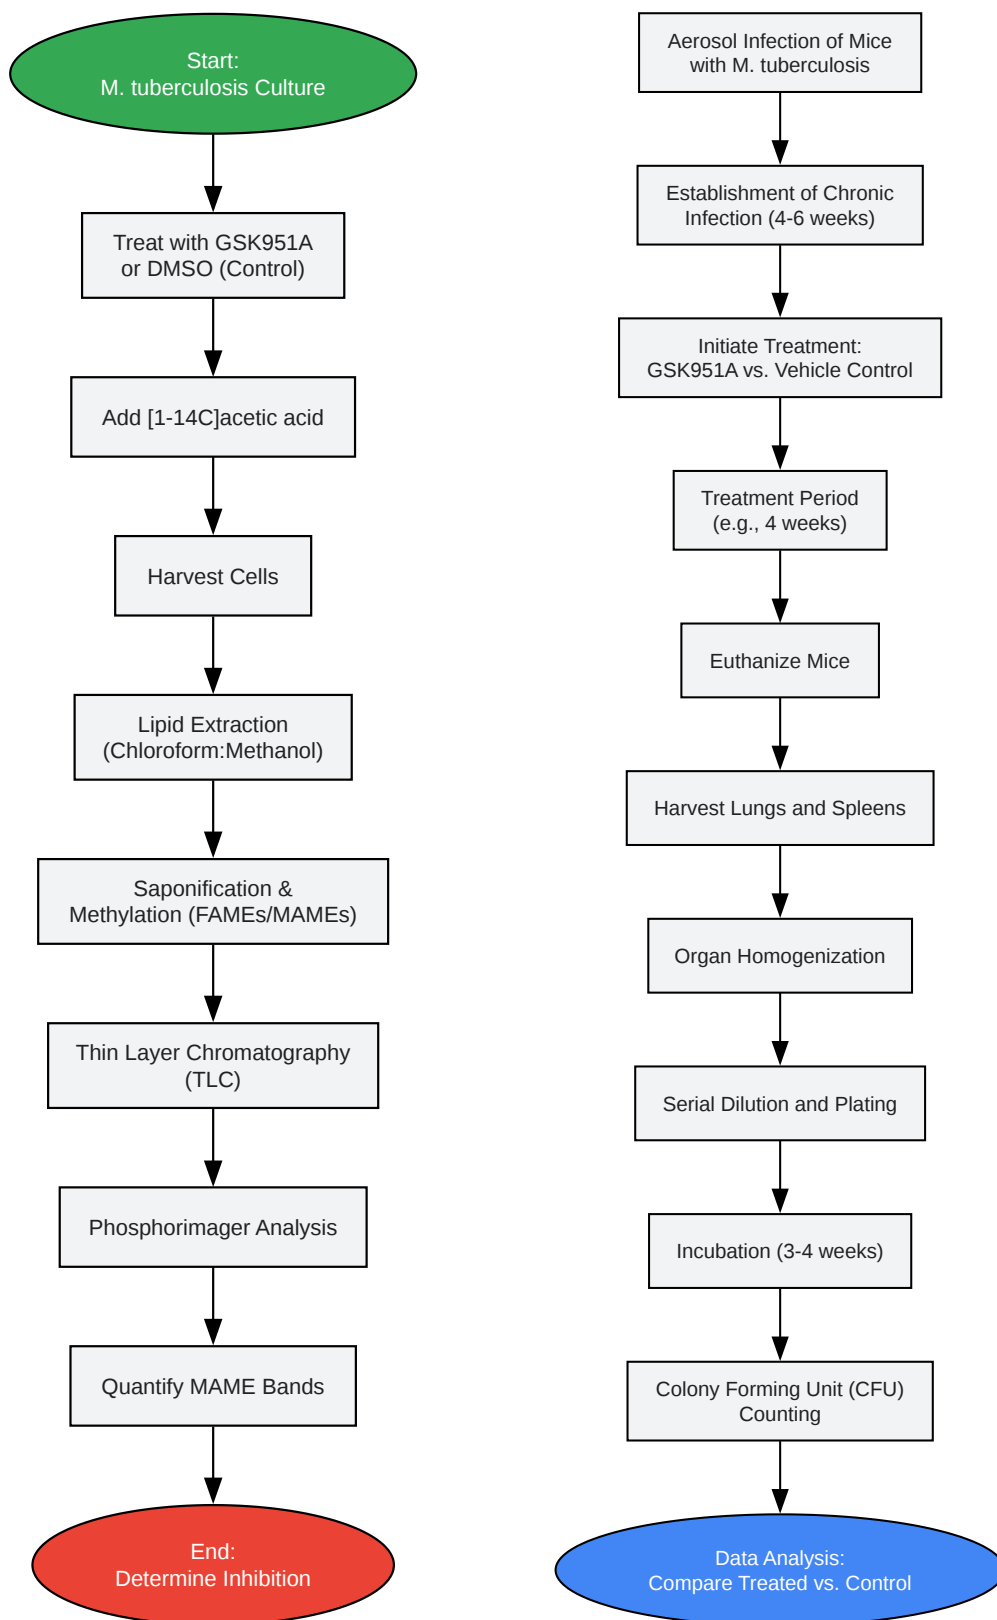 Start:
M. tuberculosis Culture
Treat with GSK951A
or DMSO (Control)
Add [1-14C]acetic acid
Harvest Cells
Lipid Extraction
(Chloroform:Methanol)
Saponification &
Methylation (FAMEs/MAMEs)
Thin Layer Chromatography
(TLC)
Phosphorimager Analysis
Quantify MAME Bands
End:
Determine Inhibition
Aerosol Infection of Mice
with M. tuberculosis
Establishment of Chronic
Infection (4-6 weeks)
Initiate Treatment:
GSK951A vs. Vehicle Control
Treatment Period
(e.g., 4 weeks)
Euthanize Mice
Harvest Lungs and Spleens
Organ Homogenization
Serial Dilution and Plating
Incubation (3-4 weeks)
Colony Forming Unit (CFU)
Counting
Data Analysis:
Compare Treated vs. Control